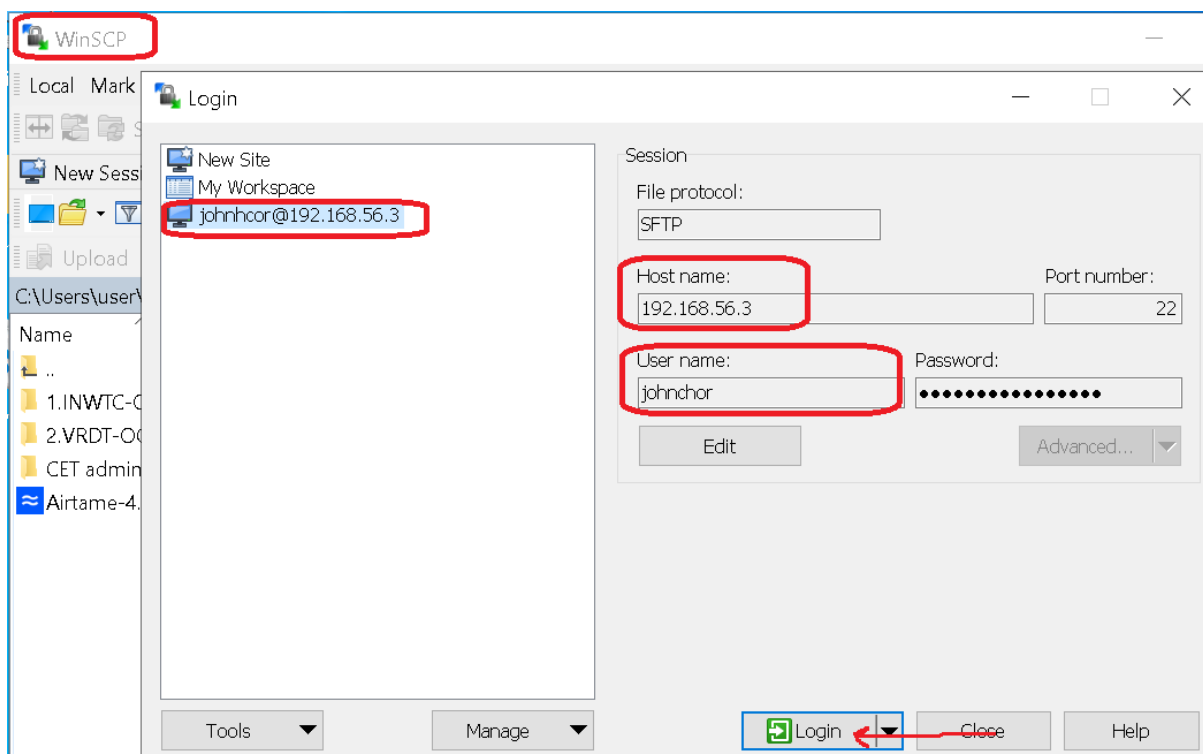 WinSCP
Local Mark
New Sessi
Upload
C:\Users\user\
Name
..
1.INWTC-C
2.VRDT-OC
CET admin
Airtame-4.
Login
New Site
My Workspace
johnhcor@192.168.56.3
Session
File protocol:
SFTP
Host name: Port number:
192.168.56.3 22
User name: Password:
johnchor ●●●●●●●●●●●●●●●●
Edit Advanced...
Tools Manage Login Close Help